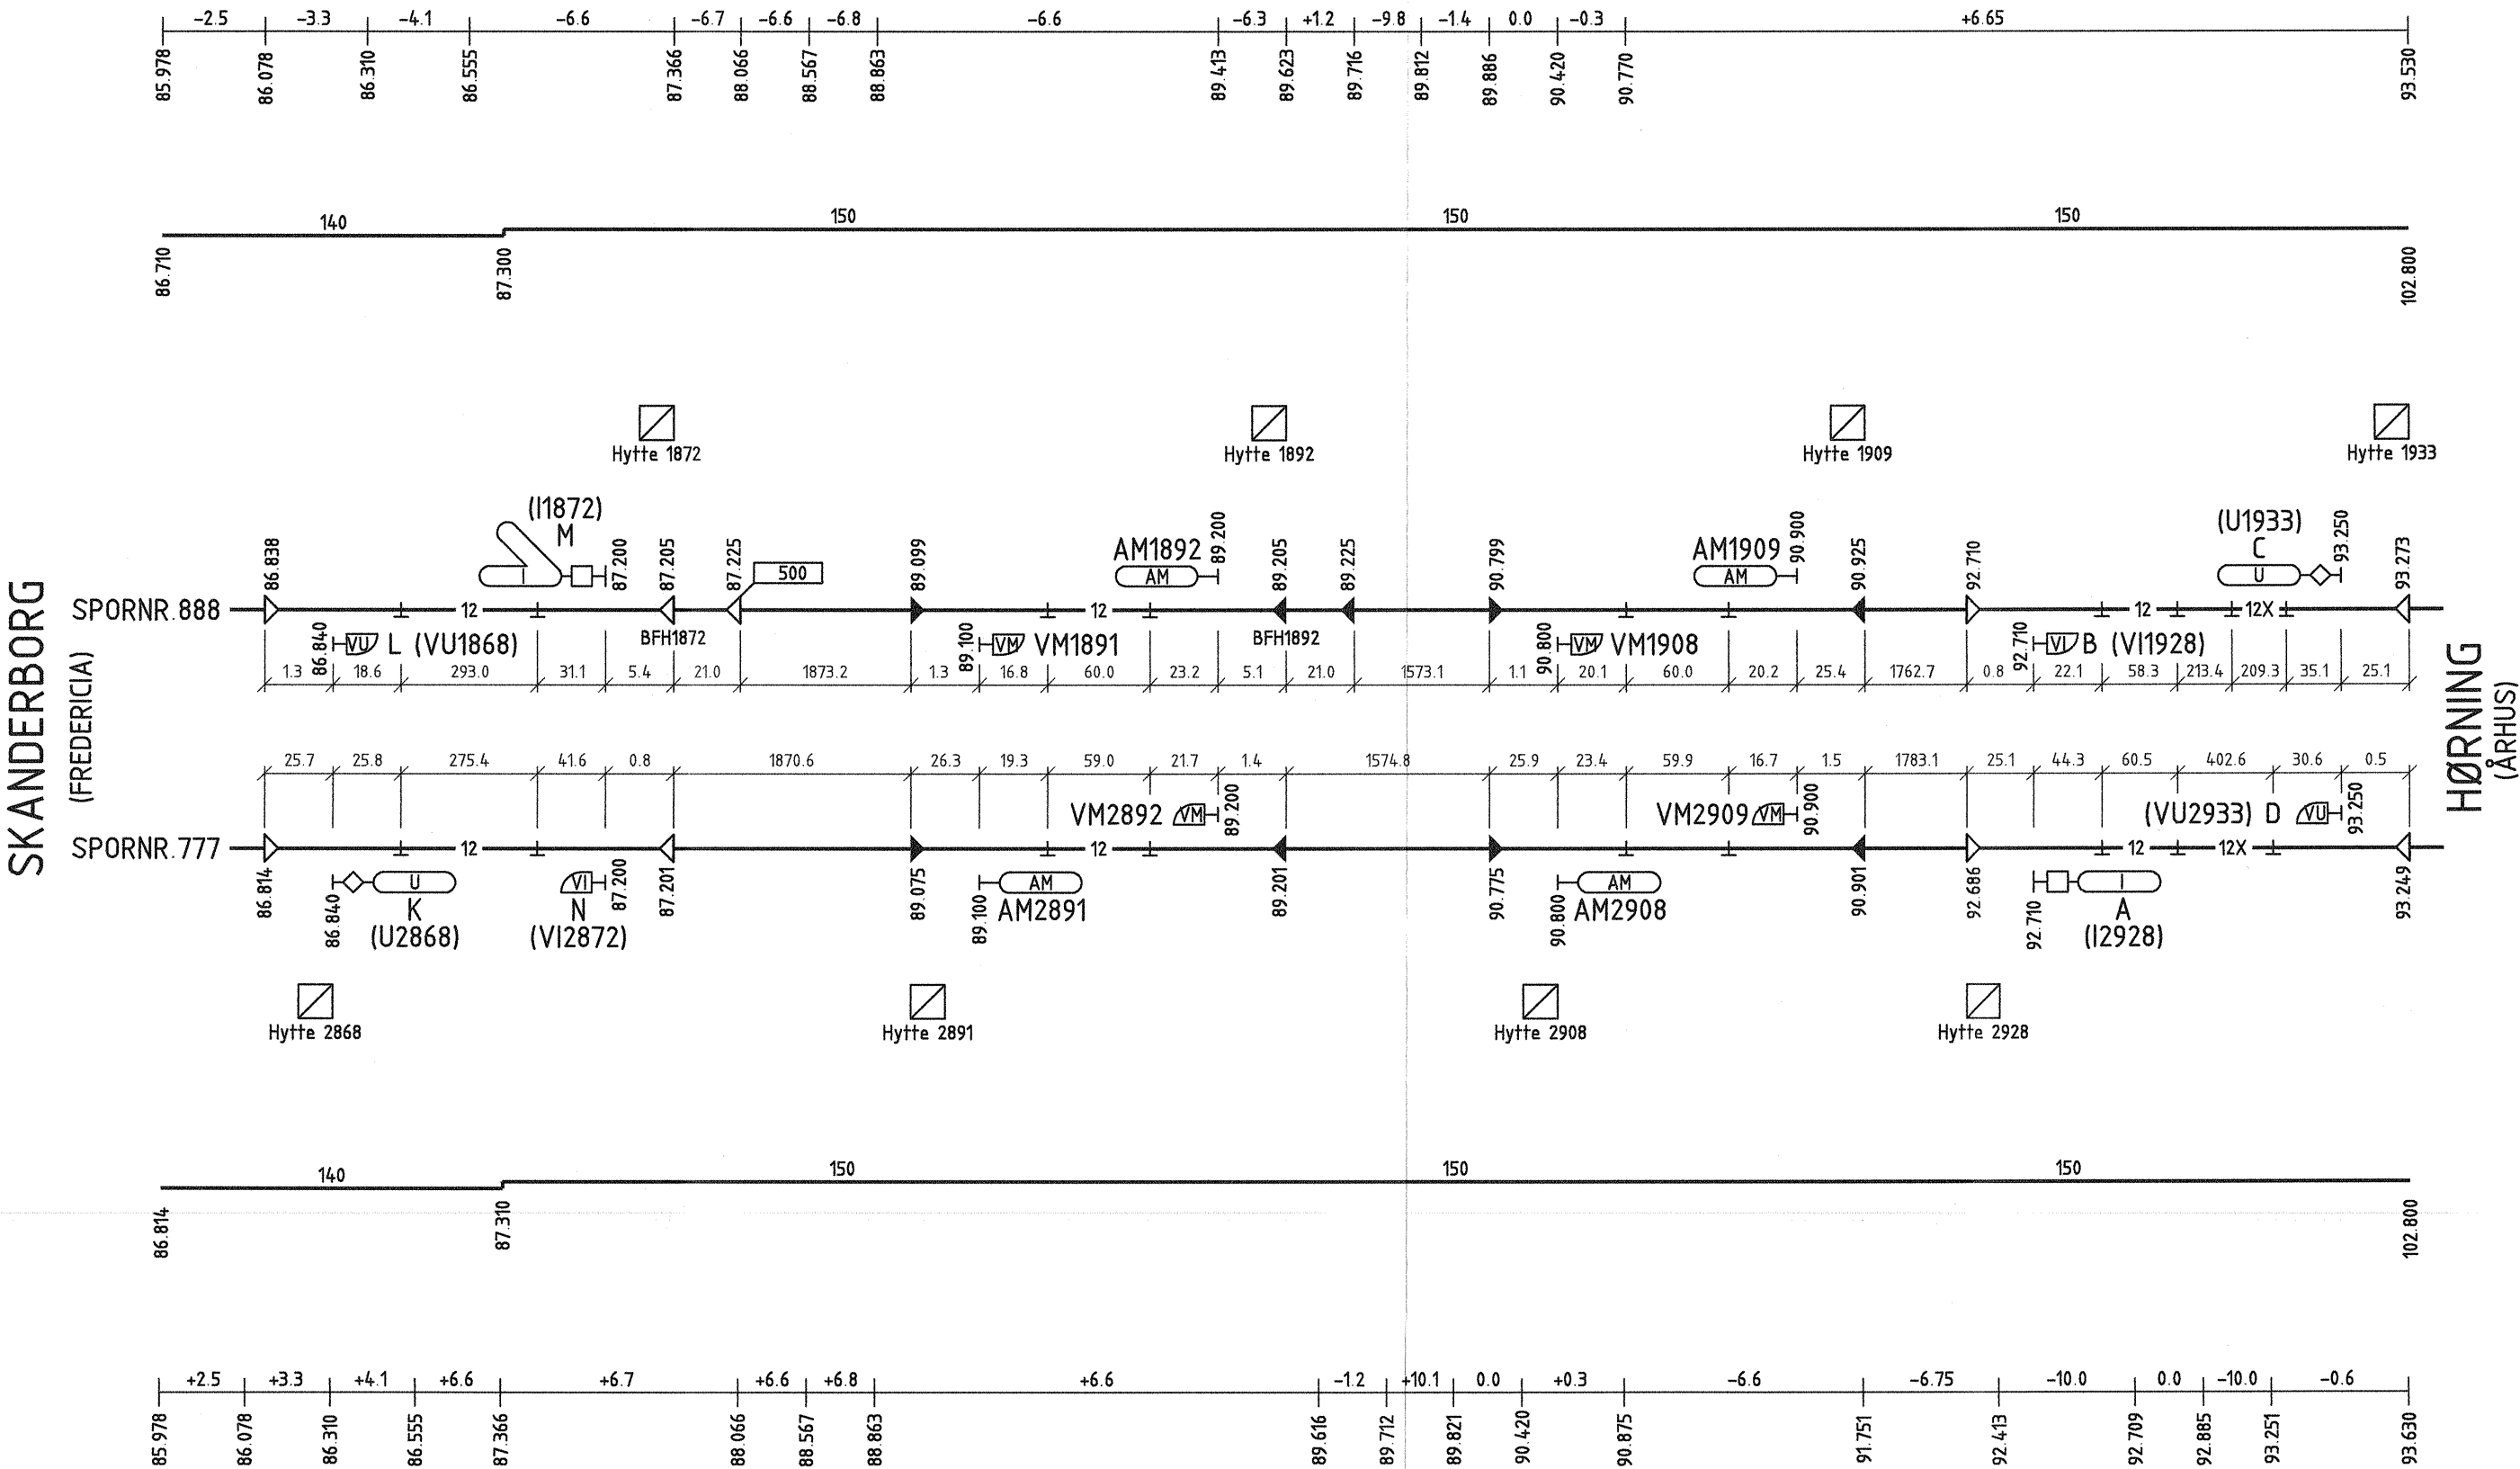 -2.5 -3.3 -4.1 -6.6 -6.7 -6.6 -6.8 -6.6 -6.3 +1.2 -9.8 -1.4 0.0 -0.3 +6.65
85.978 86.078 86.310 86.555 87.366 88.066 88.567 88.863 89.413 89.623 89.716 89.812 89.886 90.420 90.770 93.530
140 150 150 150
86.710 87.300 102.800
Hytte 1872 Hytte 1892 Hytte 1909 Hytte 1933
(I1872) (U1933)
M AM1892 AM1909 C
86.838 I 87.200 87.205 87.225 500 89.099 AM 89.200 89.205 89.225 90.799 AM 90.900 90.925 92.710 U 93.250 93.273
SPORNR.888 12 12 12 12X
BFH1872 BFH1892
86.840 VU L (VU1868) 89.100 VM VM1891 90.800 VM VM1908 92.710 VI B (VI1928)
1.3 18.6 293.0 31.1 5.4 21.0 1873.2 1.3 16.8 60.0 23.2 5.1 21.0 1573.1 1.1 20.1 60.0 20.2 25.4 1762.7 0.8 22.1 58.3 213.4 209.3 35.1 25.1
SKANDERBORG
(FREDERICIA)
HØRNING
(ÅRHUS)
25.7 25.8 275.4 41.6 0.8 1870.6 26.3 19.3 59.0 21.7 1.4 1574.8 25.9 23.4 59.9 16.7 1.5 1783.1 25.1 44.3 60.5 402.6 30.6 0.5
VM2892 VM 89.200 VM2909 VM 90.900 (VU2933) D VU 93.250
SPORNR.777 12 12 12 12X
86.814 86.840 U VI 87.200 87.201 89.075 89.100 AM 89.201 90.775 90.800 AM 90.901 92.686 92.710 I 93.249
K N AM2891 AM2908 A
(U2868) (VI2872) (I2928)
Hytte 2868 Hytte 2891 Hytte 2908 Hytte 2928
140 150 150 150
86.814 87.310 102.800
+2.5 +3.3 +4.1 +6.6 +6.7 +6.6 +6.8 +6.6 -1.2 +10.1 0.0 +0.3 -6.6 -6.75 -10.0 0.0 -10.0 -0.6
85.978 86.078 86.310 86.555 87.366 88.066 88.567 88.863 89.616 89.712 89.821 90.420 90.875 91.751 92.413 92.709 92.885 93.251 93.630